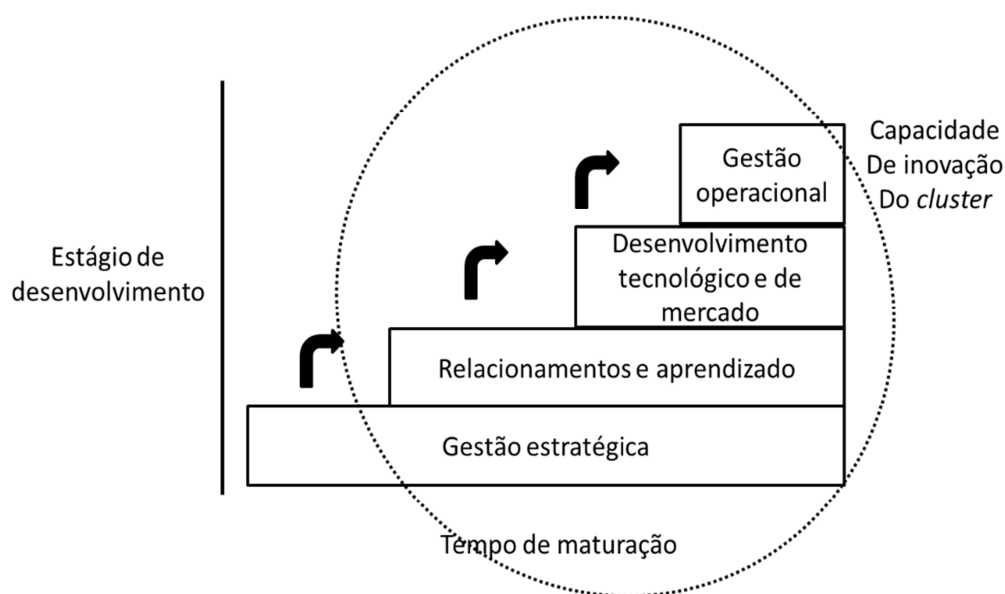 Gestão
operacional
Capacidade
De inovação
Do cluster
Desenvolvimento
tecnológico e de
mercado
Estágio de
desenvolvimento
Relacionamentos e aprendizado
Gestão estratégica
Tempo de maturação